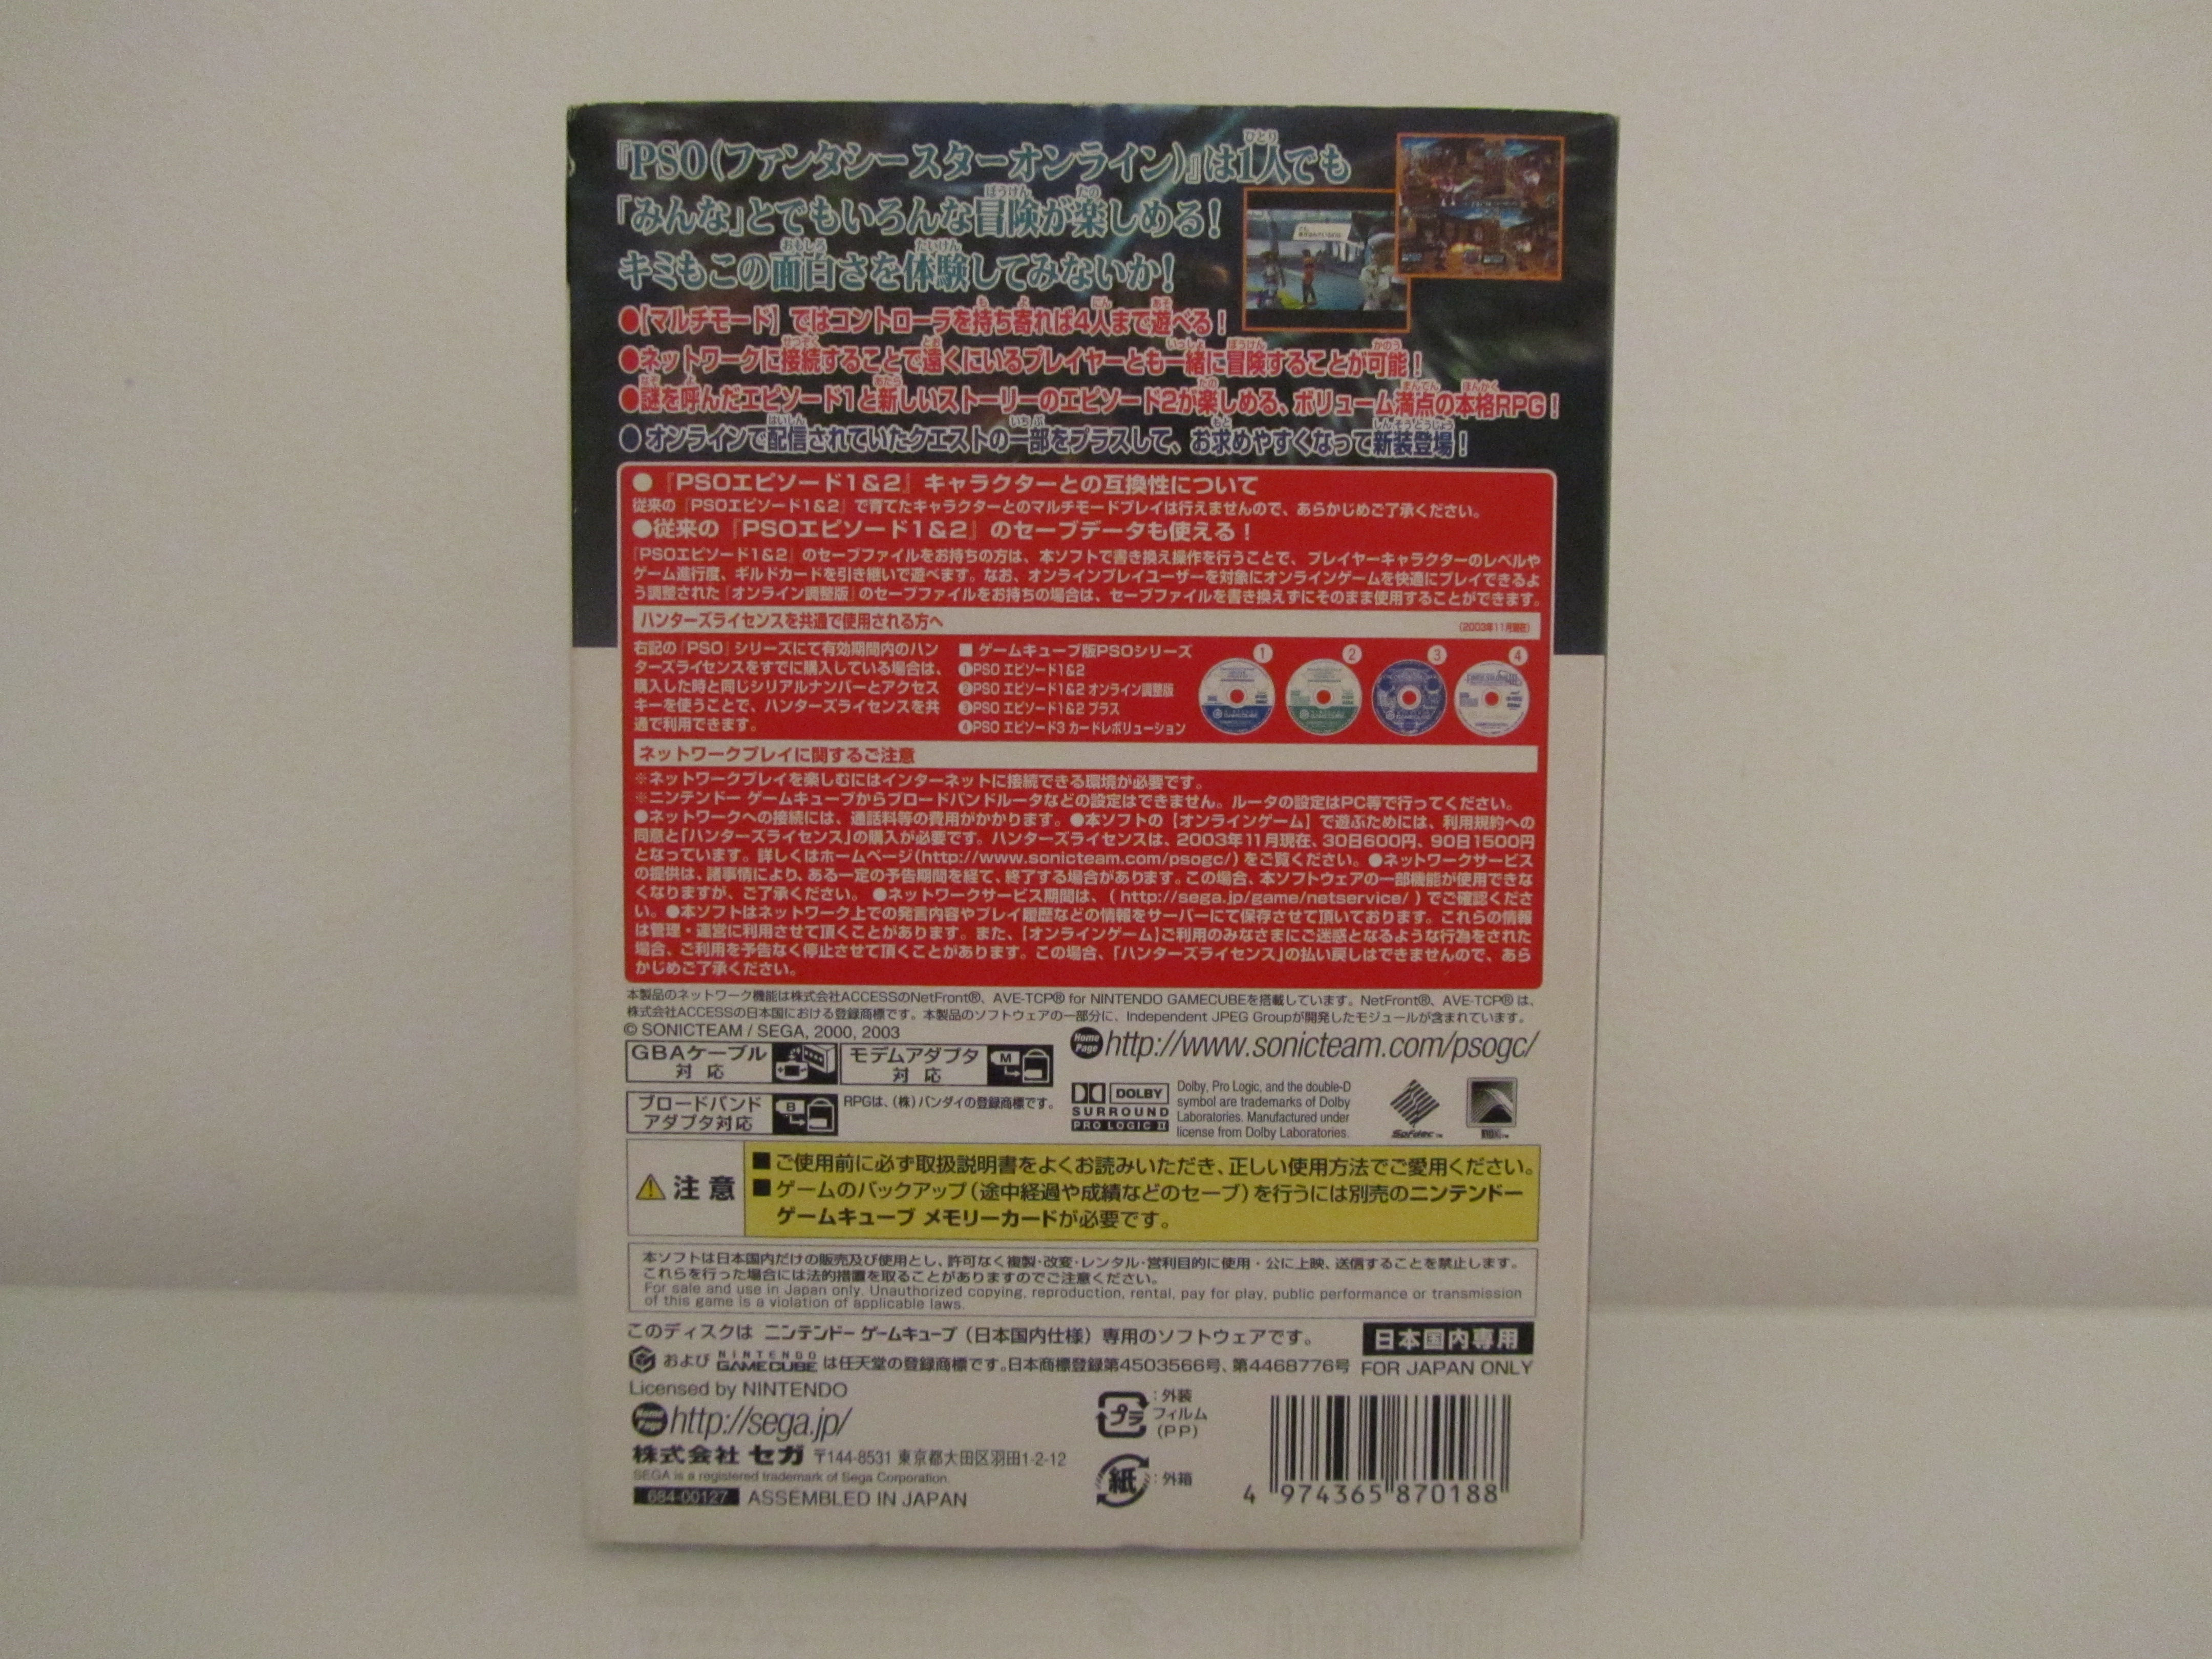 『PSO(ファンタシースターオンライン)』は1人でも
「みんな」とでもいろんな冒険が楽しめる!
キミもこの面白さを体験してみないか!
●【マルチモード】ではコントローラを持ち寄れば4人まで遊べる!
●ネットワークに接続することで遠くにいるプレイヤーとも一緒に冒険することが可能!
●謎を呼んだエピソード1と新しいストーリーのエピソード2が楽しめる、ボリューム満点の本格RPG!
●オンラインで配信されていたクエストの一部をプラスして、お求めやすくなって新装登場!
●『PSOエピソード1&2』キャラクターとの互換性について
従来の『PSOエピソード1&2』で育てたキャラクターとのマルチモードプレイは行えませんので、あらかじめご了承ください。
●従来の『PSOエピソード1&2』のセーブデータも使える!
『PSOエピソード1&2』のセーブファイルをお持ちの方は、本ソフトで書き換え操作を行うことで、プレイヤーキャラクターのレベルや
ゲーム進行度、ギルドカードを引き継いで遊べます。なお、オンラインプレイユーザーを対象にオンラインゲームを快適にプレイできるよ
う調整された『オンライン調整版』のセーブファイルをお持ちの場合は、セーブファイルを書き換えずにそのまま使用することができます。
ハンターズライセンスを共通で使用される方へ
(2003年11月現在)
右記の『PSO』シリーズにて有効期間内のハン
ターズライセンスをすでに購入している場合は、
購入した時と同じシリアルナンバーとアクセス
キーを使うことで、ハンターズライセンスを共
通で利用できます。
■ ゲームキューブ版PSOシリーズ
①PSO エピソード1&2
②PSO エピソード1&2 オンライン調整版
③PSO エピソード1&2 プラス
④PSO エピソード3 カードレボリューション
1 2 3 4
ネットワークプレイに関するご注意
※ネットワークプレイを楽しむにはインターネットに接続できる環境が必要です。
※ニンテンドー ゲームキューブからブロードバンドルータなどの設定はできません。ルータの設定はPC等で行ってください。
●ネットワークへの接続には、通話料等の費用がかかります。●本ソフトの【オンラインゲーム】で遊ぶためには、利用規約への
同意と「ハンターズライセンス」の購入が必要です。ハンターズライセンスは、2003年11月現在、30日600円、90日1500円
となっています。詳しくはホームページ(http://www.sonicteam.com/psogc/)をご覧ください。●ネットワークサービス
の提供は、諸事情により、ある一定の予告期間を経て、終了する場合があります。この場合、本ソフトウェアの一部機能が使用できな
くなりますが、ご了承ください。●ネットワークサービス期間は、( http://sega.jp/game/netservice/ )でご確認くださ
い。●本ソフトはネットワーク上での発言内容やプレイ履歴などの情報をサーバーにて保存させて頂いております。これらの情報
は管理・運営に利用させて頂くことがあります。また、【オンラインゲーム】ご利用のみなさまにご迷惑となるような行為をされた
場合、ご利用を予告なく停止させて頂くことがあります。この場合、「ハンターズライセンス」の払い戻しはできませんので、あら
かじめご了承ください。
本製品のネットワーク機能は株式会社ACCESSのNetFront®、AVE-TCP® for NINTENDO GAMECUBEを搭載しています。NetFront®、AVE-TCP® は、
株式会社ACCESSの日本国における登録商標です。本製品のソフトウェアの一部分に、Independent JPEG Groupが開発したモジュールが含まれています。
© SONICTEAM / SEGA, 2000, 2003
Home Page http://www.sonicteam.com/psogc/
GBAケーブル
対応
モデムアダプタ
対応
M
ブロードバンド
アダプタ対応
B
RPGは、(株)バンダイの登録商標です。
DOLBY
SURROUND
PRO LOGIC II
Dolby, Pro Logic, and the double-D
symbol are trademarks of Dolby
Laboratories. Manufactured under
license from Dolby Laboratories.
Sofdec™
注意
■ご使用前に必ず取扱説明書をよくお読みいただき、正しい使用方法でご愛用ください。
■ゲームのバックアップ(途中経過や成績などのセーブ)を行うには別売のニンテンドー
ゲームキューブ メモリーカードが必要です。
本ソフトは日本国内だけの販売及び使用とし、許可なく複製・改変・レンタル・営利目的に使用・公に上映、送信することを禁止します。
これらを行った場合には法的措置を取ることがありますのでご注意ください。
For sale and use in Japan only. Unauthorized copying, reproduction, rental, pay for play, public performance or transmission
of this game is a violation of applicable laws.
このディスクは ニンテンドー ゲームキューブ (日本国内仕様) 専用のソフトウェアです。
日本国内専用
および NINTENDO GAMECUBE は任天堂の登録商標です。日本商標登録第4503566号、第4468776号
FOR JAPAN ONLY
Licensed by NINTENDO
Home Page http://sega.jp/
株式会社 セガ 〒144-8531 東京都大田区羽田1-2-12
SEGA is a registered trademark of Sega Corporation.
684-00127 ASSEMBLED IN JAPAN
プラ :外装
フィルム
(PP)
紙 :外箱
4 974365 870188